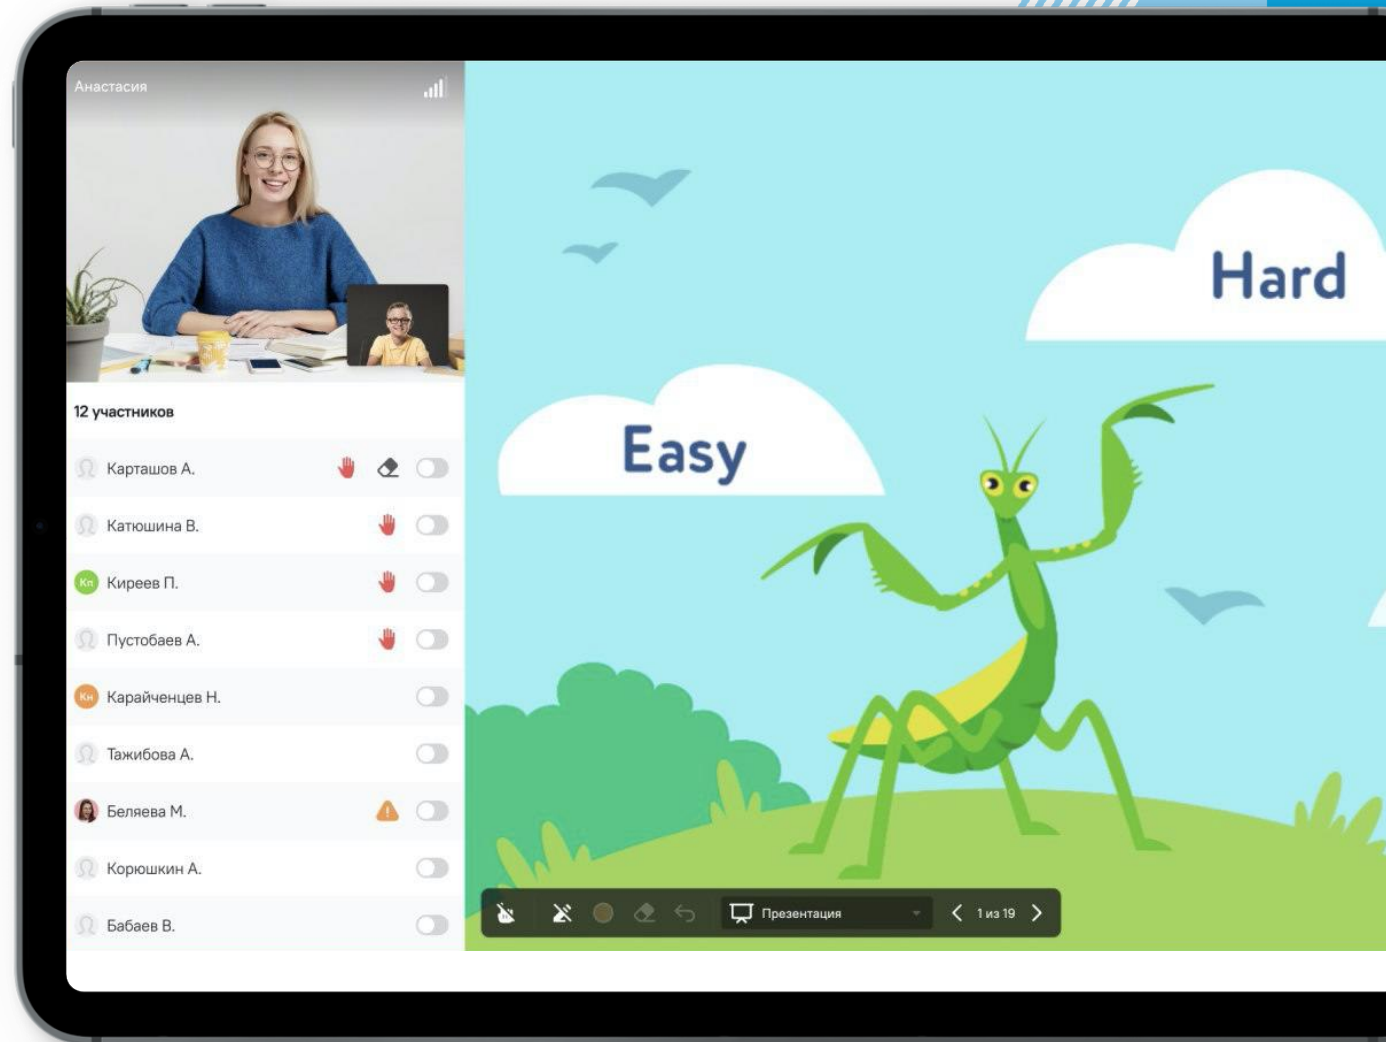 Анастасия
12 участников
Карташов А.
Катюшина В.
Кп Киреев П.
Пустобаев А.
Кн Карайченцев Н.
Тажибова А.
Беляева М.
Корюшкин А.
Бабаев В.
Hard
Easy
Презентация
1 из 19